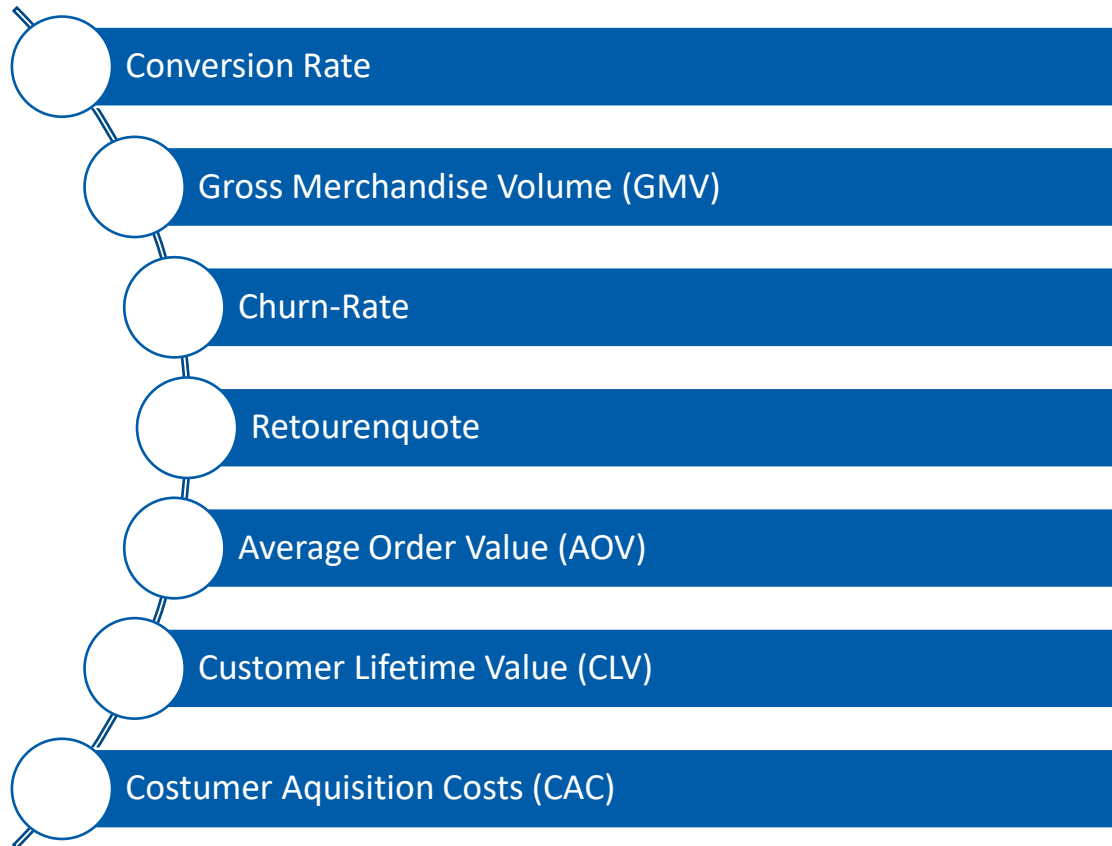 Conversion Rate
Gross Merchandise Volume (GMV)
Churn-Rate
Retourenquote
Average Order Value (AOV)
Customer Lifetime Value (CLV)
Costumer Aquisition Costs (CAC)